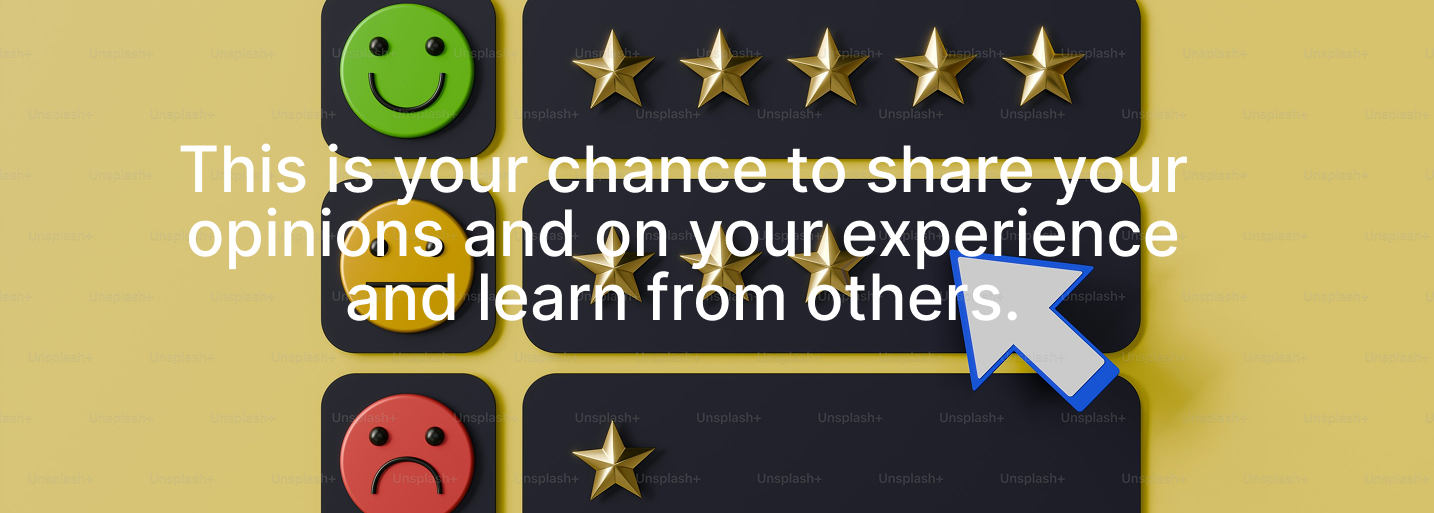 This is your chance to share your
opinions and on your experience
and learn from others.
Unsplash+